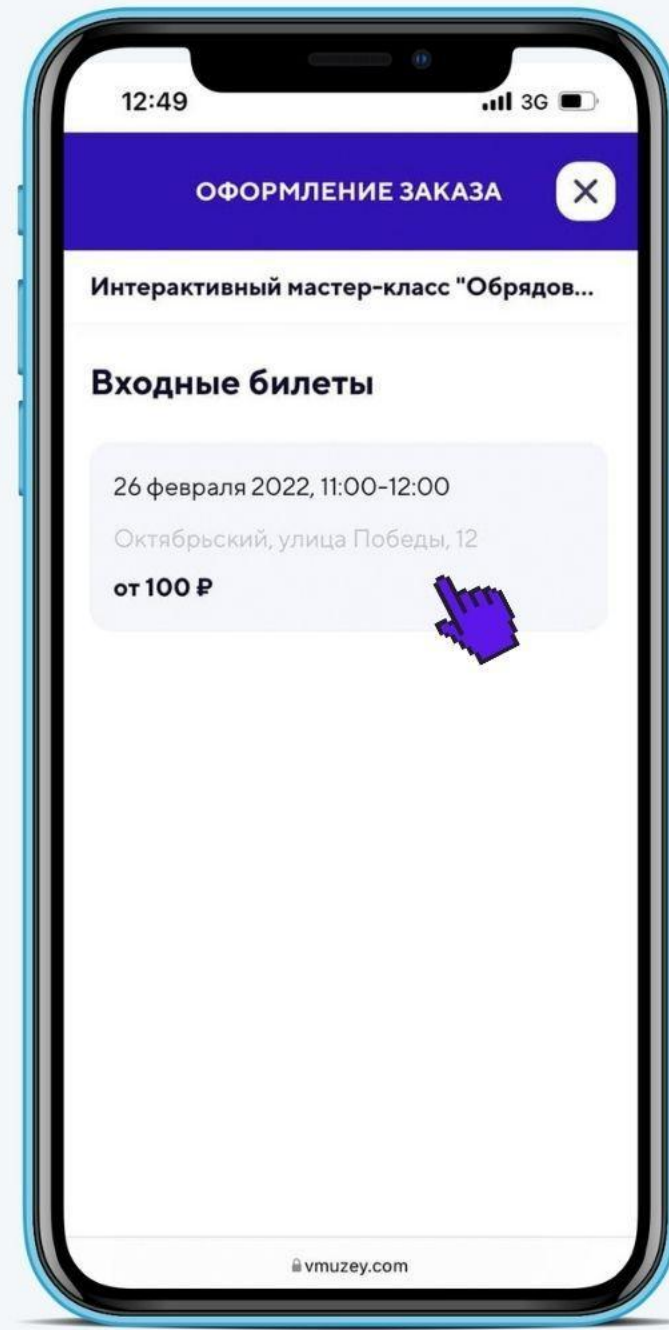 12:49
3G
ОФОРМЛЕНИЕ ЗАКАЗА
Интерактивный мастер-класс "Обрядов...
Входные билеты
26 февраля 2022, 11:00-12:00
Октябрьский, улица Победы, 12
от 100 ₽
vmuzey.com